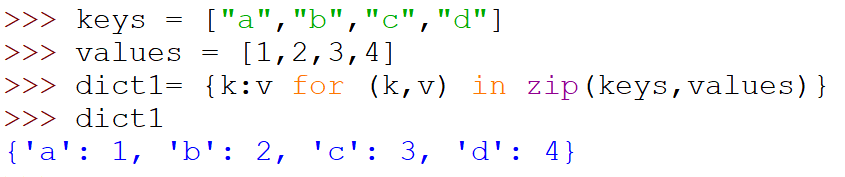 >>> keys = ["a","b","c","d"]
>>> values = [1,2,3,4]
>>> dict1= {k:v for (k,v) in zip(keys,values)}
>>> dict1
{'a': 1, 'b': 2, 'c': 3, 'd': 4}